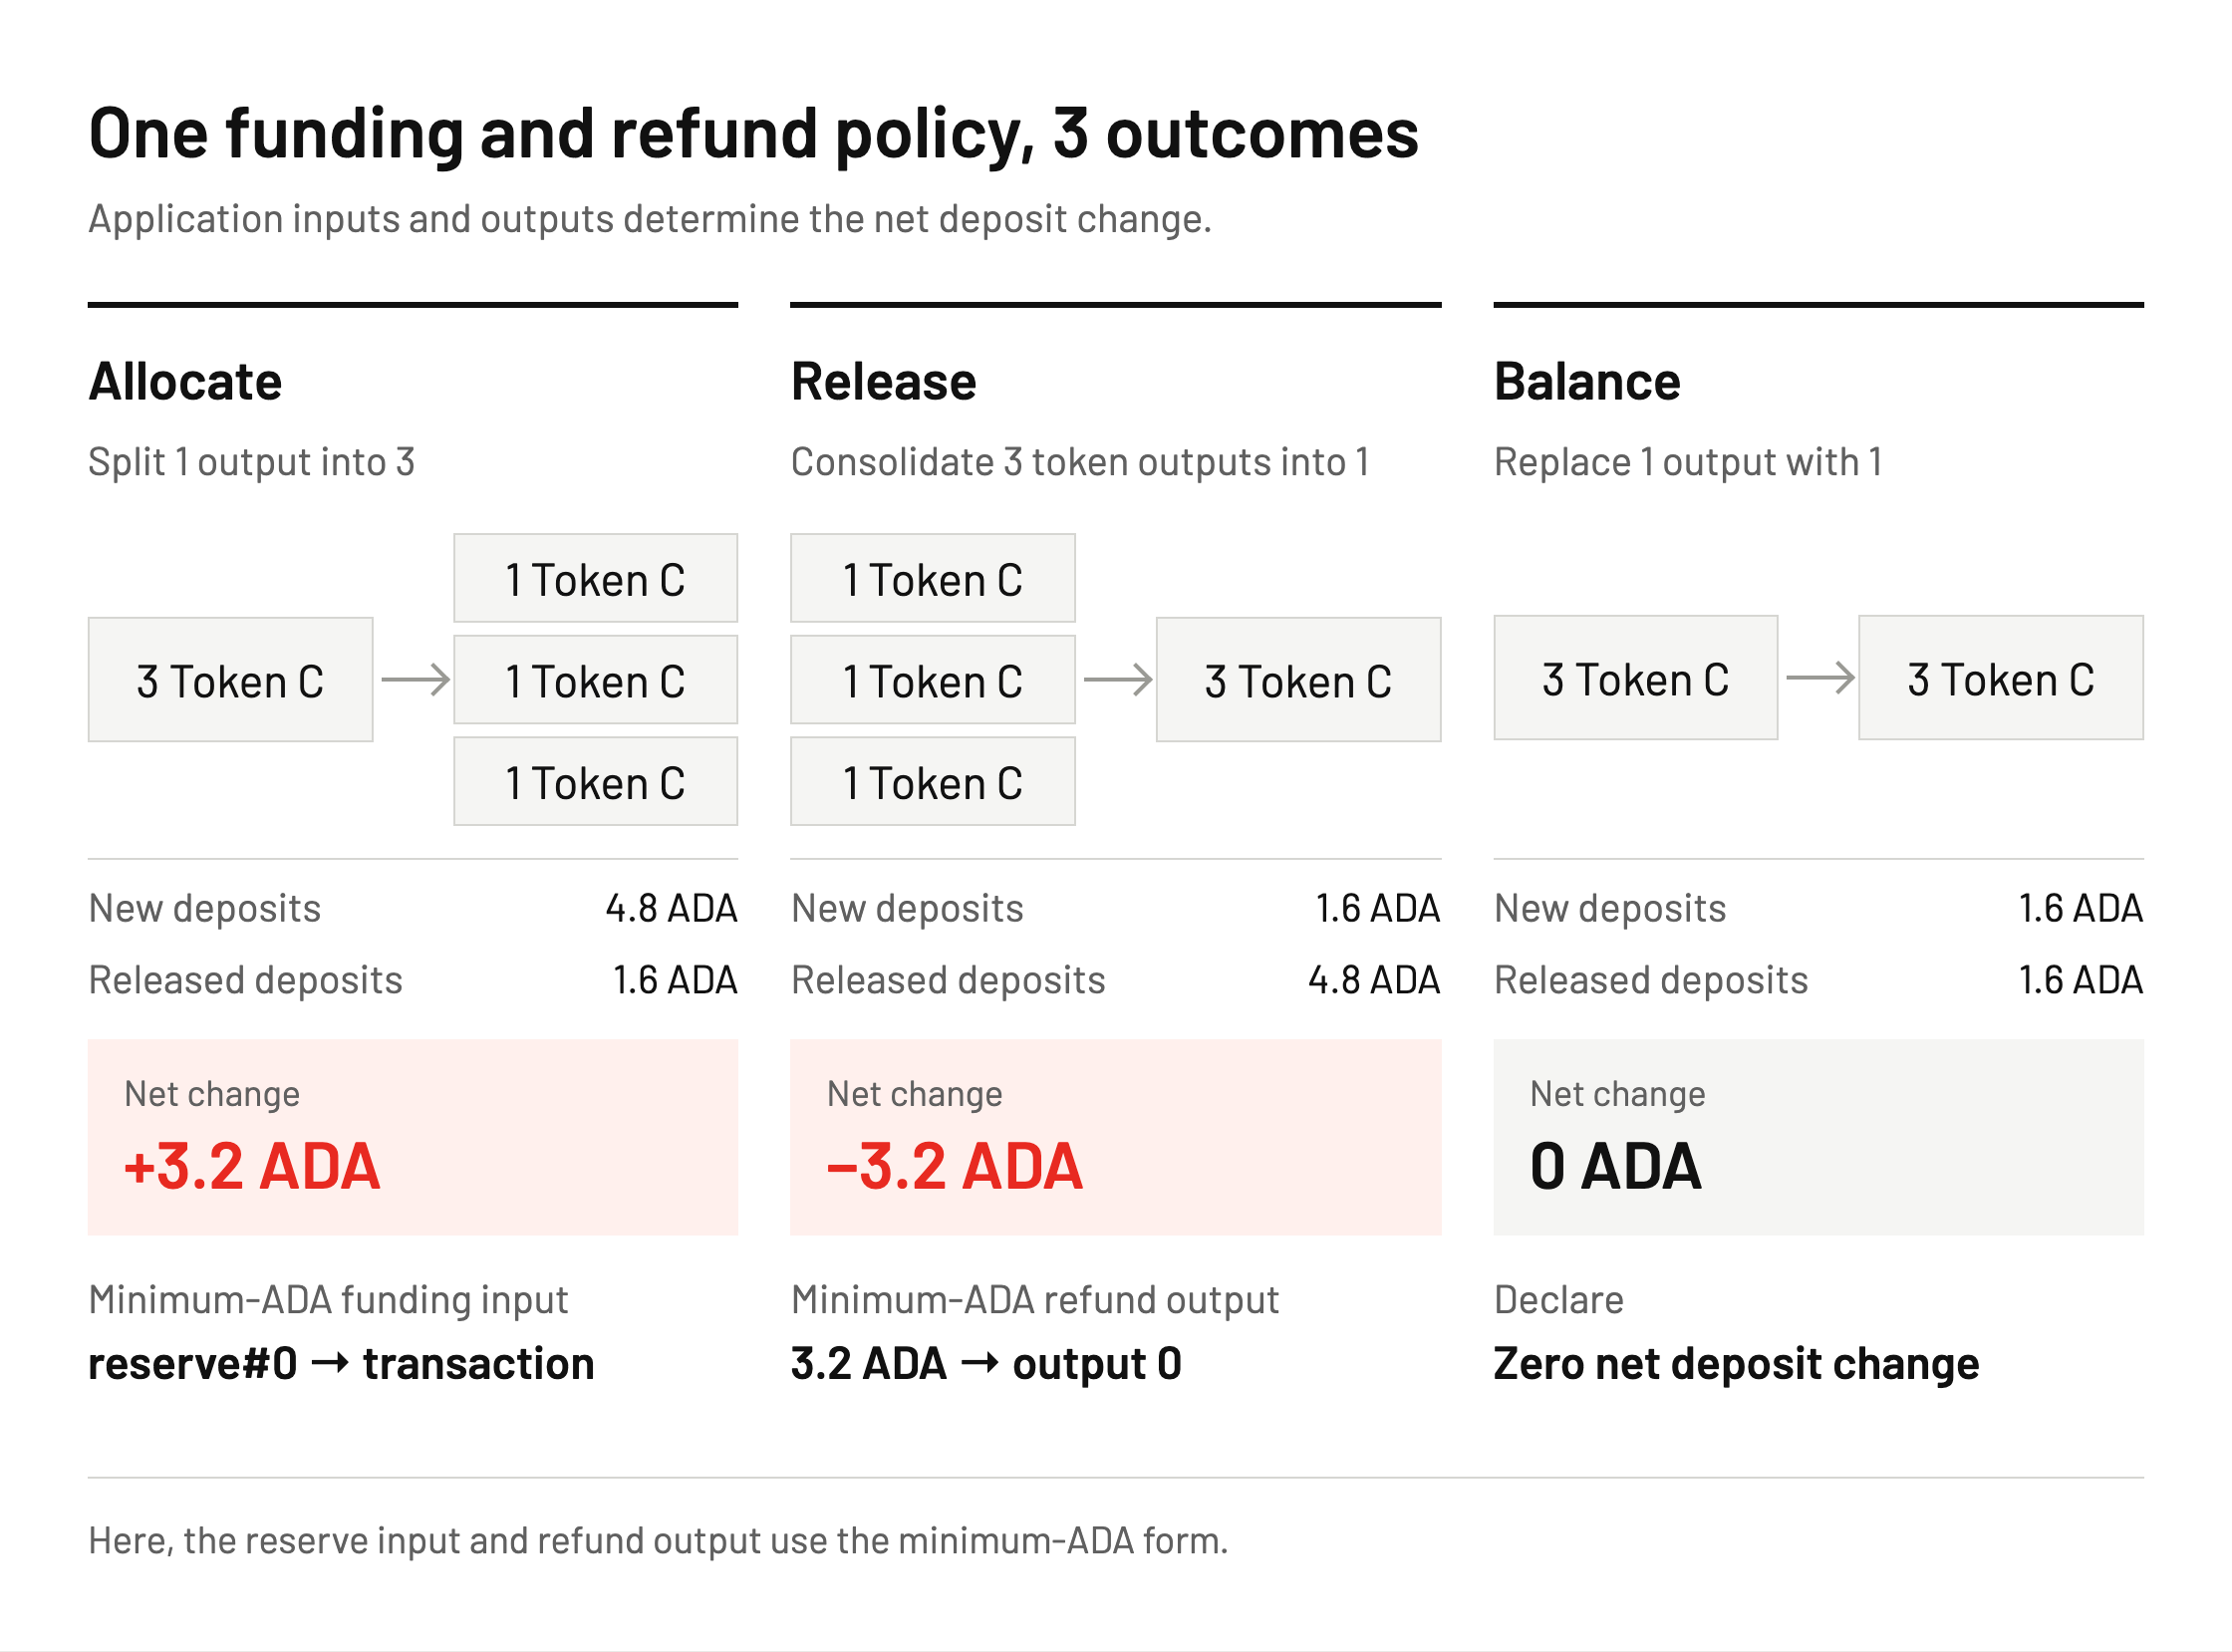 One funding and refund policy, 3 outcomes
Application inputs and outputs determine the net deposit change.
Allocate
Split 1 output into 3
3 Token C
1 Token C
1 Token C
1 Token C
New deposits 4.8 ADA
Released deposits 1.6 ADA
Net change
+3.2 ADA
Minimum-ADA funding input
reserve#0 → transaction
Release
Consolidate 3 token outputs into 1
1 Token C
1 Token C
1 Token C
3 Token C
New deposits 1.6 ADA
Released deposits 4.8 ADA
Net change
−3.2 ADA
Minimum-ADA refund output
3.2 ADA → output 0
Balance
Replace 1 output with 1
3 Token C
3 Token C
New deposits 1.6 ADA
Released deposits 1.6 ADA
Net change
0 ADA
Declare
Zero net deposit change
Here, the reserve input and refund output use the minimum-ADA form.